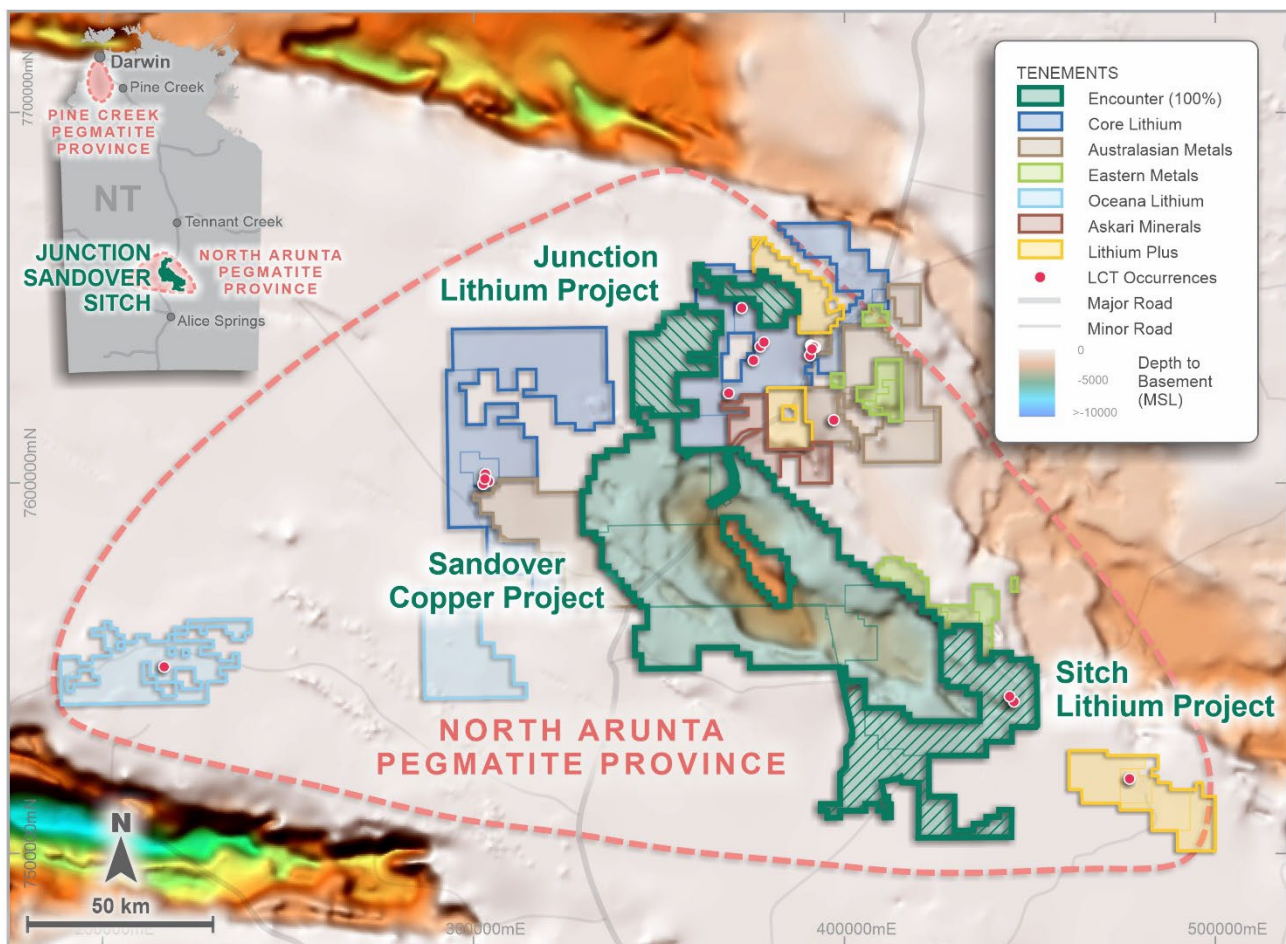 Darwin
Pine Creek
PINE CREEK
PEGMATITE
PROVINCE
NT
Tennant Creek
JUNCTION
SANDOVER
SITCH
NORTH ARUNTA
PEGMATITE
PROVINCE
Alice Springs
TENEMENTS
Encounter (100%)
Core Lithium
Australasian Metals
Eastern Metals
Oceana Lithium
Askari Minerals
Lithium Plus
LCT Occurrences
Major Road
Minor Road
0
-5000
>-10000
Depth to
Basement
(MSL)
7700000mN
7600000mN
7500000mN
Junction
Lithium Project
Sandover
Copper Project
Sitch
Lithium Project
NORTH ARUNTA
PEGMATITE PROVINCE
N
50 km
300000mE
400000mE
500000mE